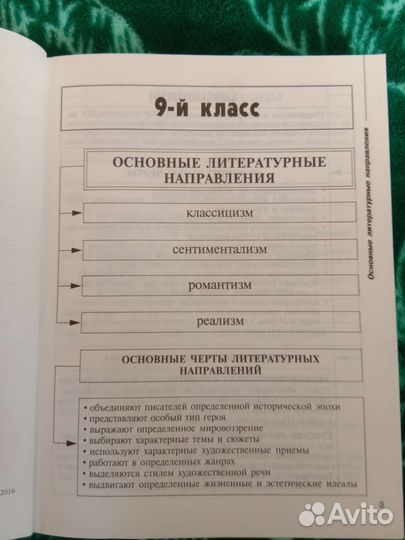 9-й класс
ОСНОВНЫЕ ЛИТЕРАТУРНЫЕ
НАПРАВЛЕНИЯ
классицизм
сентиментализм
романтизм
реализм
ОСНОВНЫЕ ЧЕРТЫ ЛИТЕРАТУРНЫХ
НАПРАВЛЕНИЙ
• объединяют писателей определенной исторической эпохи
• представляют особый тип героя
• выражают определенное мировоззрение
• выбирают характерные темы и сюжеты
• используют характерные художественные приемы
• работают в определенных жанрах
• выделяются стилем художественной речи
• выдвигают определенные жизненные и эстетические идеалы
Основные литературные направления
3
2016
Avito